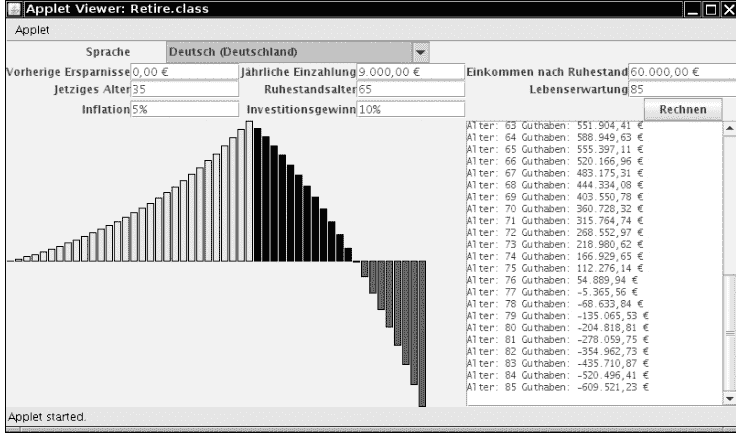 Applet Viewer: Retire.class
Applet
Sprache Deutsch (Deutschland)
Vorherige Ersparnisse 0,00 € Jährliche Einzahlung 9.000,00 € Einkommen nach Ruhestand 60.000,00 €
Jetziges Alter 35 Ruhestandsalter 65 Lebenserwartung 85
Inflation 5% Investitionsgewinn 10% Rechnen
Alter: 63 Guthaben: 551.904,41 €
Alter: 64 Guthaben: 588.949,63 €
Alter: 65 Guthaben: 555.397,11 €
Alter: 66 Guthaben: 520.166,96 €
Alter: 67 Guthaben: 483.175,31 €
Alter: 68 Guthaben: 444.334,08 €
Alter: 69 Guthaben: 403.550,78 €
Alter: 70 Guthaben: 360.728,32 €
Alter: 71 Guthaben: 315.764,74 €
Alter: 72 Guthaben: 268.552,97 €
Alter: 73 Guthaben: 218.980,62 €
Alter: 74 Guthaben: 166.929,65 €
Alter: 75 Guthaben: 112.276,14 €
Alter: 76 Guthaben: 54.889,94 €
Alter: 77 Guthaben: -5.365,56 €
Alter: 78 Guthaben: -68.633,84 €
Alter: 79 Guthaben: -135.065,53 €
Alter: 80 Guthaben: -204.818,81 €
Alter: 81 Guthaben: -278.059,75 €
Alter: 82 Guthaben: -354.962,73 €
Alter: 83 Guthaben: -435.710,87 €
Alter: 84 Guthaben: -520.496,41 €
Alter: 85 Guthaben: -609.521,23 €
Applet started.